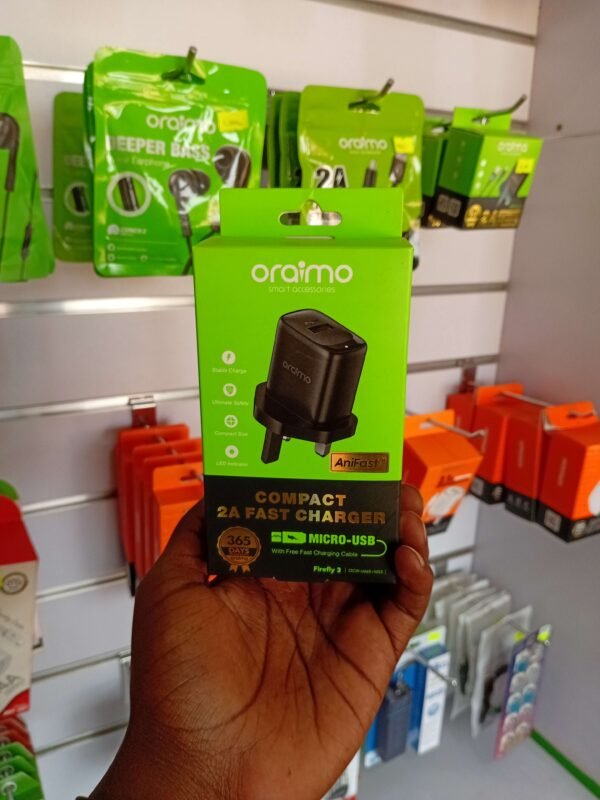 oraimo
DEEPER BASS
Earphone
oraimo
2A
oraimo
oraimo
smart accessories
oraimo
Stable Charge
Ultimate Safety
Compact Size
LED Indicator
AniFast
COMPACT
2A FAST CHARGER
365
DAYS
MICRO-USB
With Free Fast Charging Cable
Firefly 3